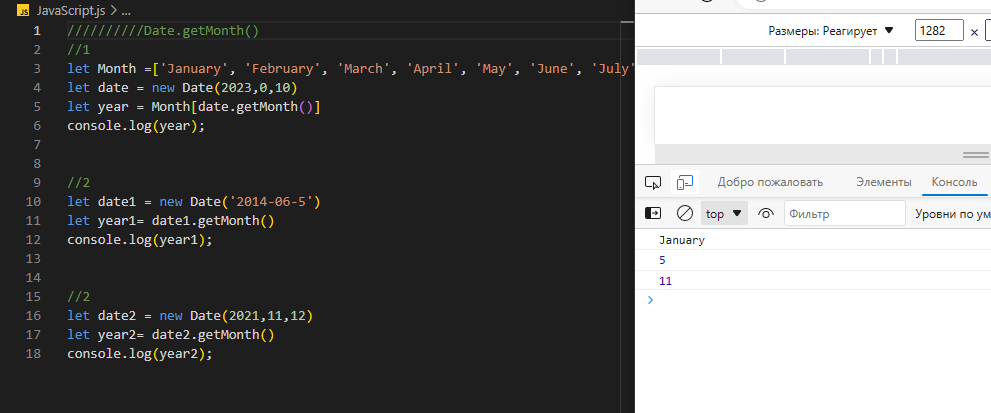 JS JavaScript.js > ...
1 //////////Date.getMonth()
2 //1
3 let Month =['January', 'February', 'March', 'April', 'May', 'June', 'July'
4 let date = new Date(2023,0,10)
5 let year = Month[date.getMonth()]
6 console.log(year);
7
8
9 //2
10 let date1 = new Date('2014-06-5')
11 let year1= date1.getMonth()
12 console.log(year1);
13
14
15 //2
16 let date2 = new Date(2021,11,12)
17 let year2= date2.getMonth()
18 console.log(year2);
Размеры: Реагирует ▼ 1282 ×
Добро пожаловать Элементы Консоль
top ▼ Фильтр Уровни по ум
January
5
11
>